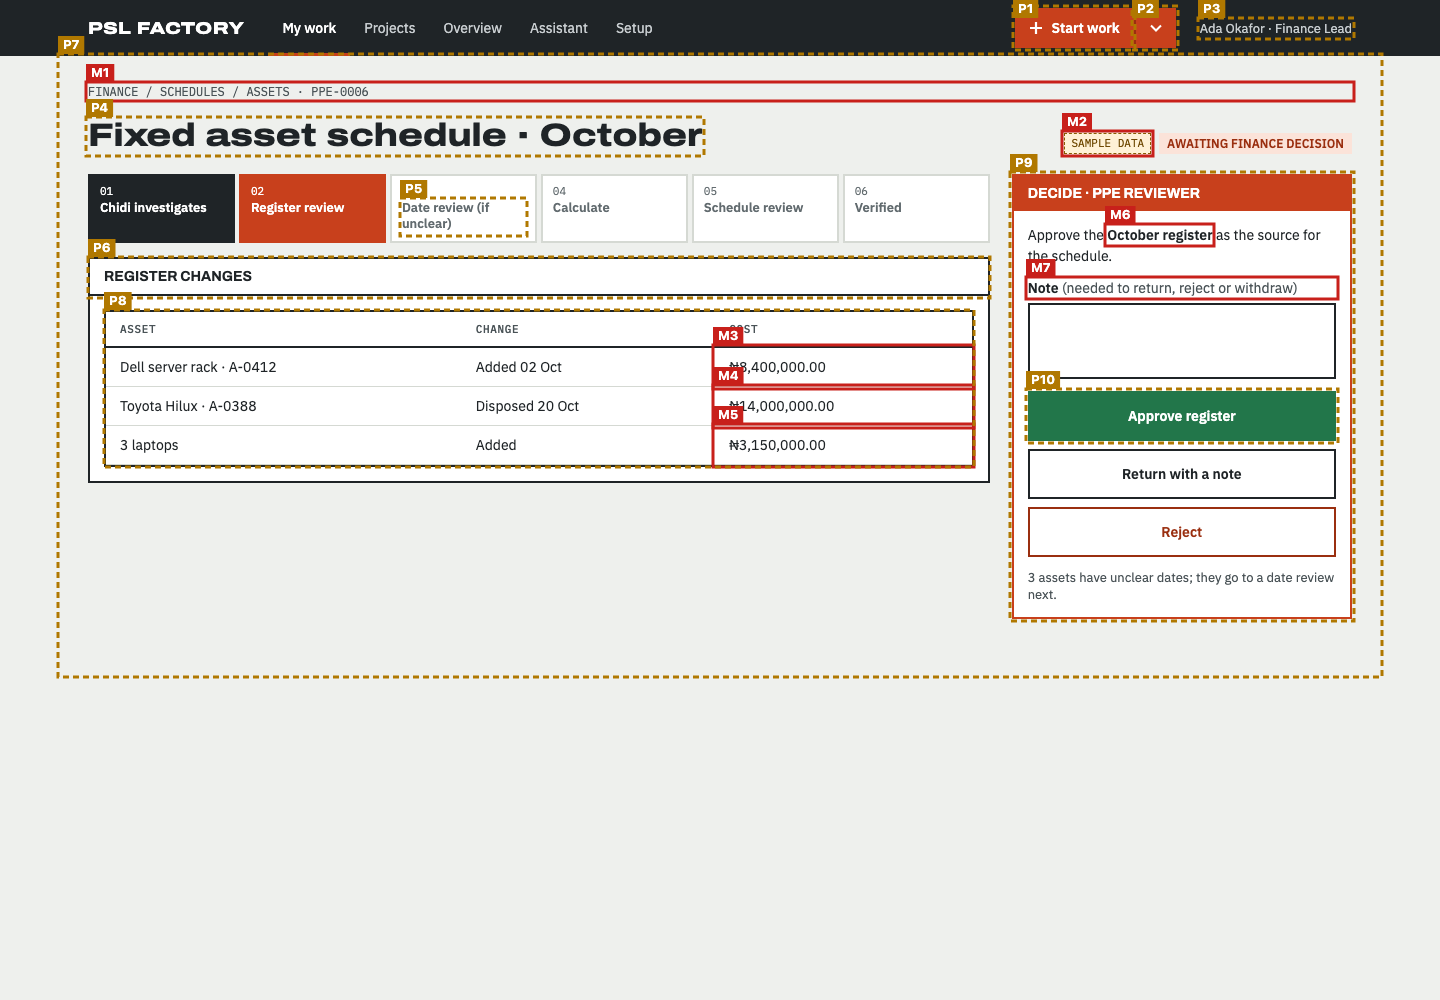 P1
P2
P3
PSL FACTORY
My work
Projects
Overview
Assistant
Setup
Start work
Ada Okafor · Finance Lead
P7
M1
FINANCE / SCHEDULES / ASSETS · PPE-0006
P4
Fixed asset schedule · October
M2
SAMPLE DATA
AWAITING FINANCE DECISION
P9
01
Chidi investigates
02
Register review
P5
Date review (if
unclear)
04
Calculate
05
Schedule review
06
Verified
P6
REGISTER CHANGES
P8
ASSET
CHANGE
M3
Dell server rack · A-0412
Added 02 Oct
₦8,400,000.00
M4
Toyota Hilux · A-0388
Disposed 20 Oct
₦14,000,000.00
M5
3 laptops
Added
₦3,150,000.00
DECIDE · PPE REVIEWER
M6
Approve the October register as the source for
the schedule.
M7
Note (needed to return, reject or withdraw)
P10
Approve register
Return with a note
Reject
3 assets have unclear dates; they go to a date review
next.